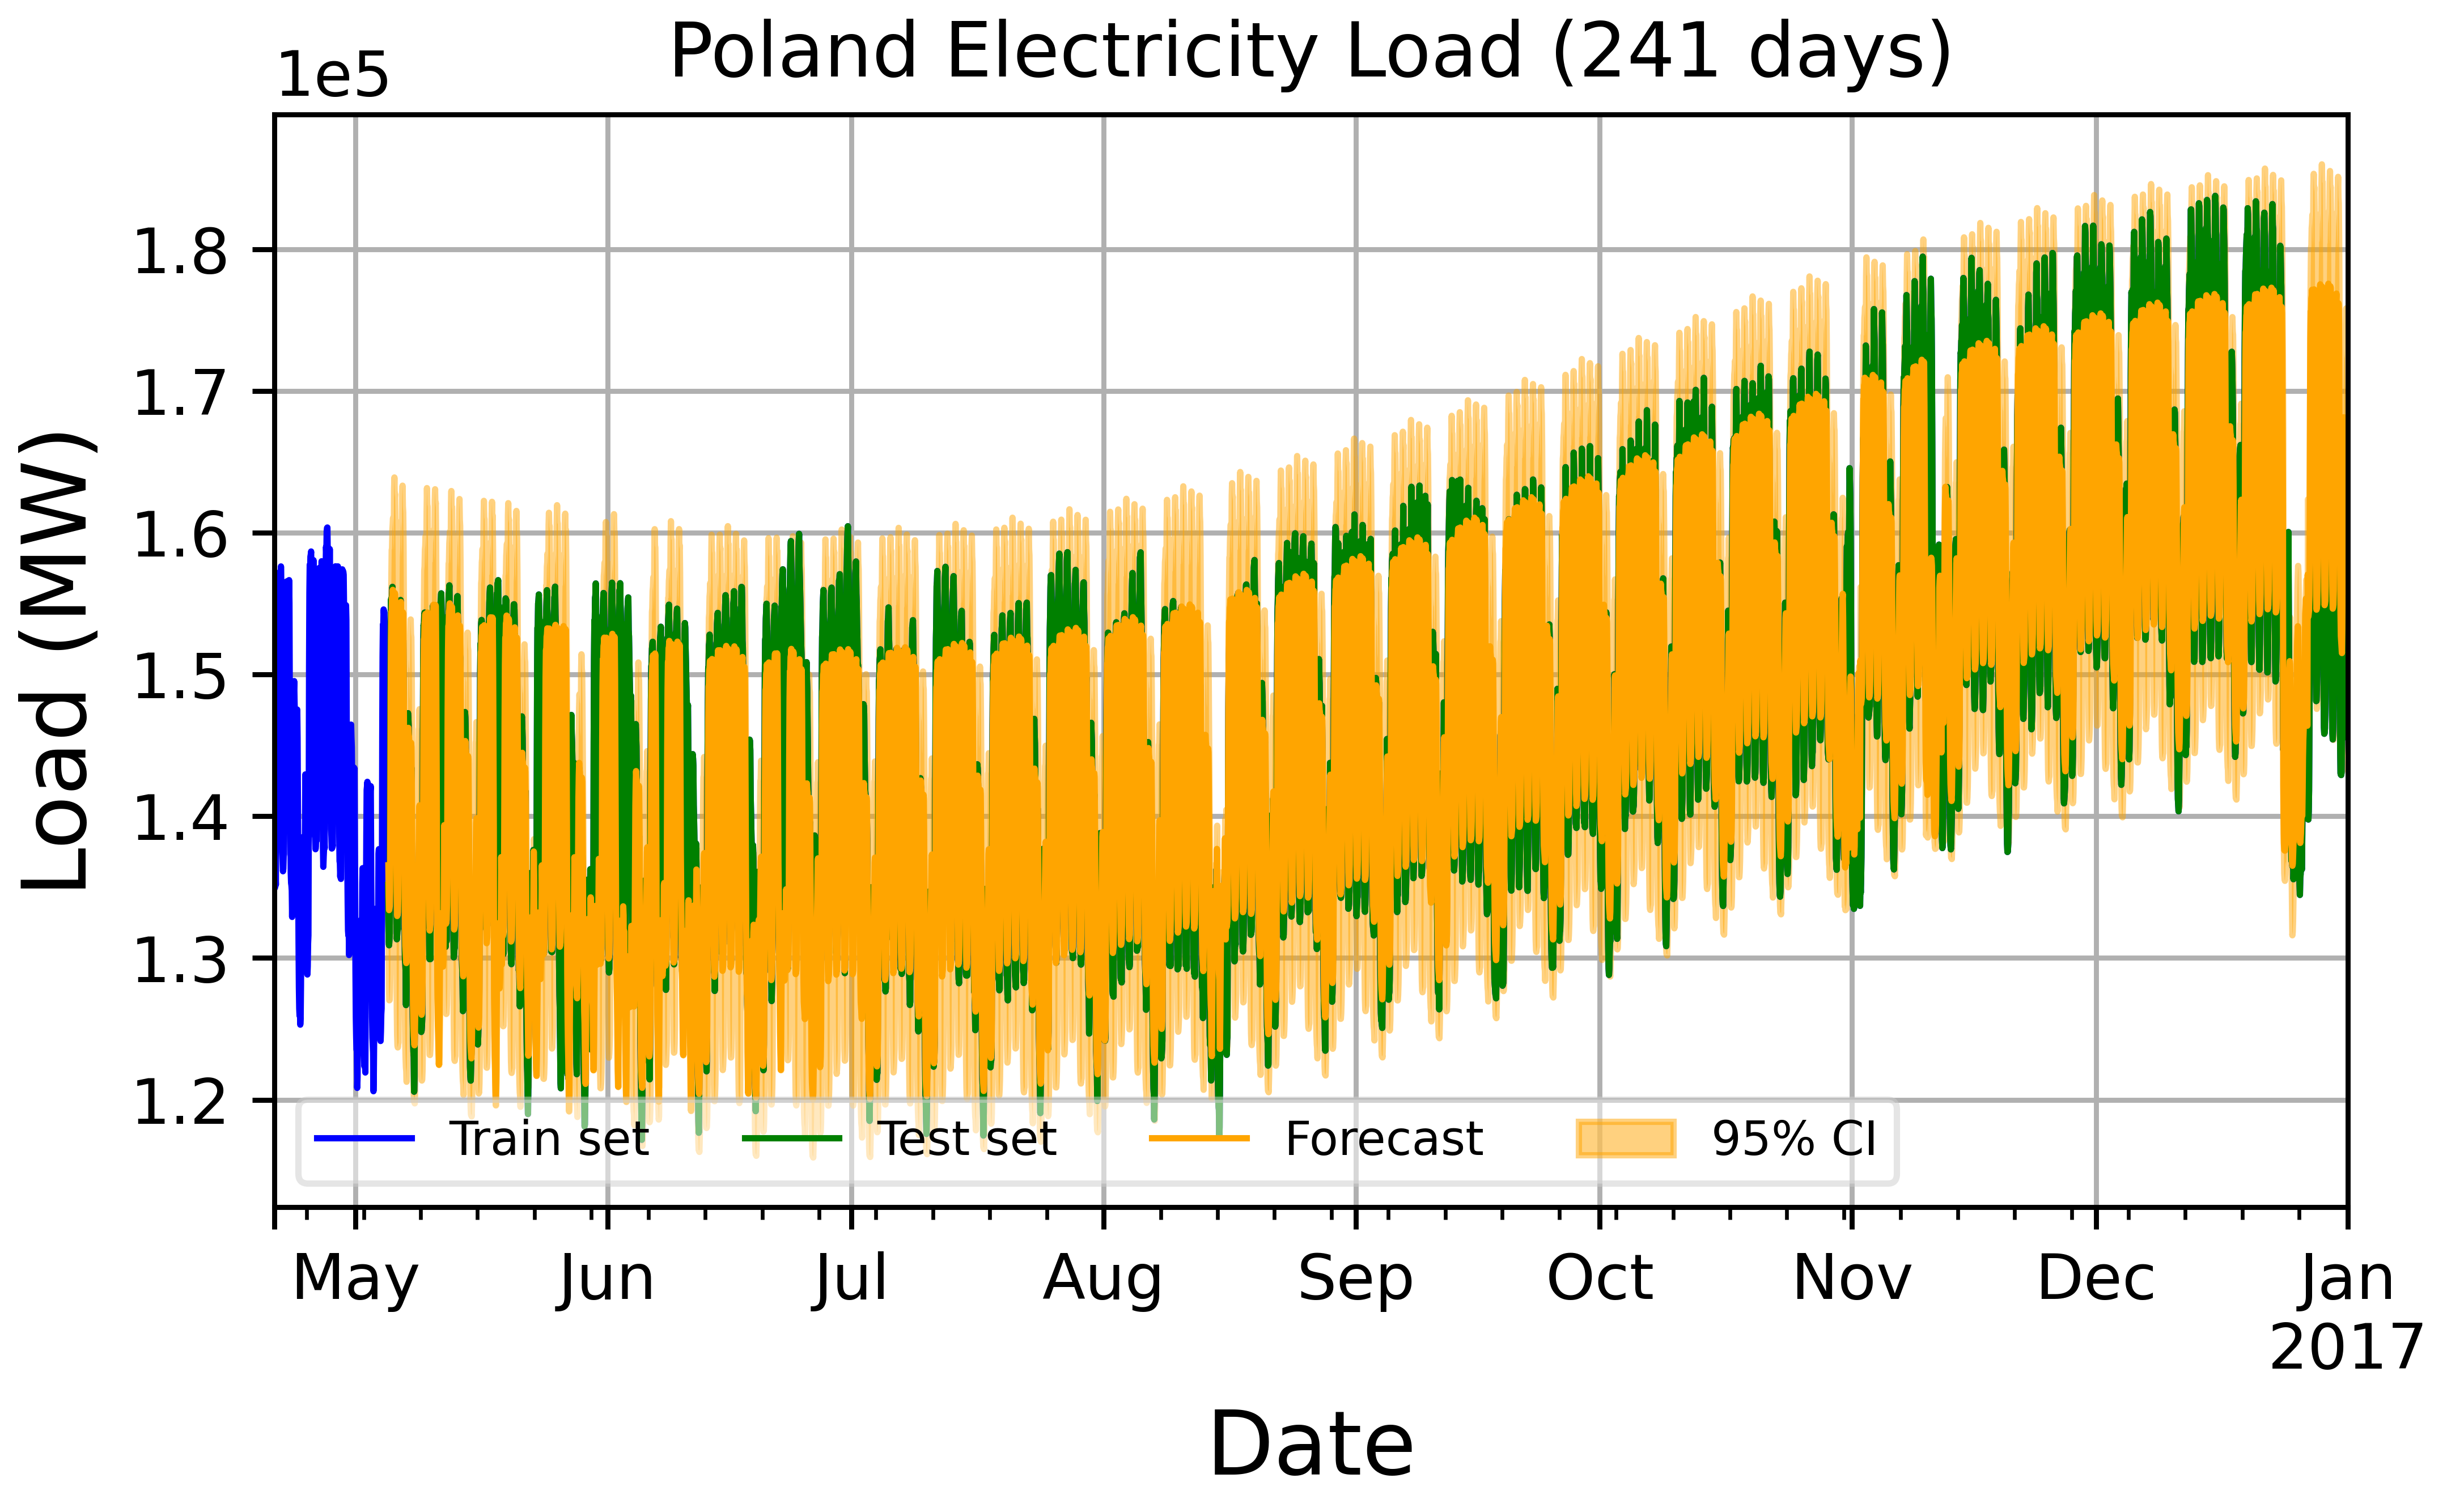 Poland Electricity Load (241 days)
1e5
Load (MW)
1.8
1.7
1.6
1.5
1.4
1.3
1.2
Train set
Test set
Forecast
95% CI
May
Jun
Jul
Aug
Sep
Oct
Nov
Dec
Jan
2017
Date